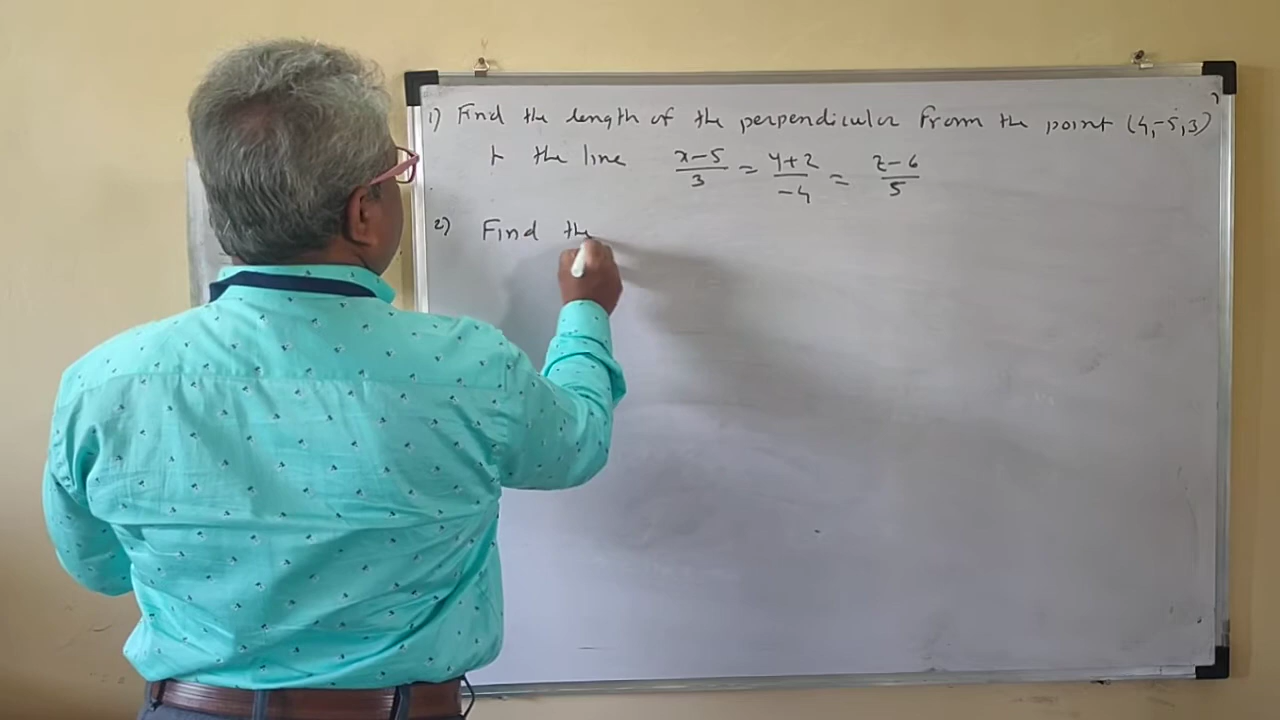 1) Find the length of the perpendicular from the point (4,-5,3)
t the line x-5/3 = y+2/-4 = z-6/5
2) Find the